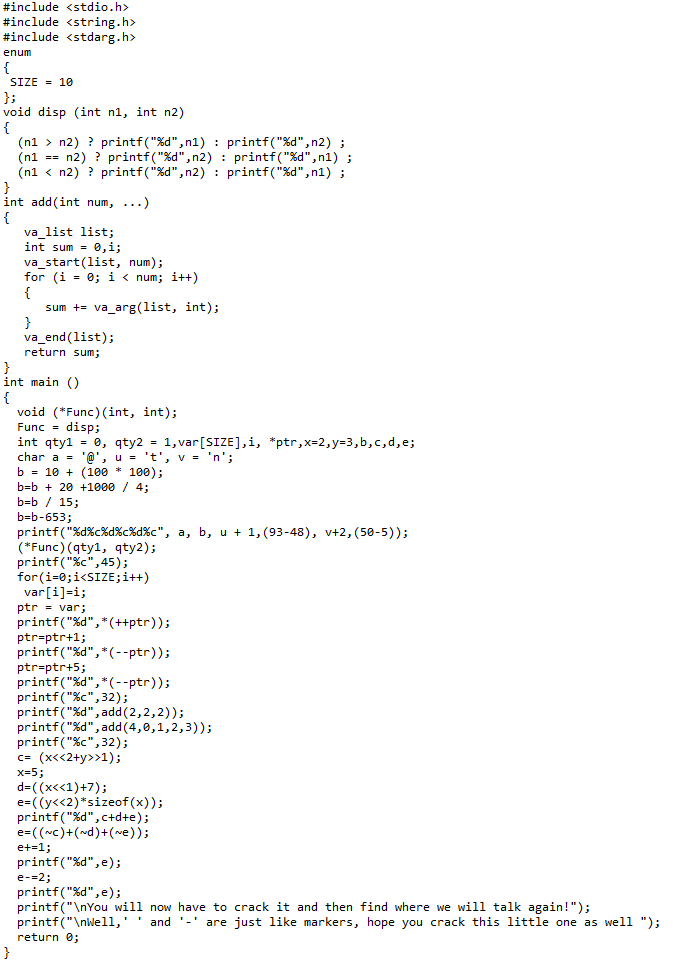 #include <stdio.h>
#include <string.h>
#include <stdarg.h>
enum
{
 SIZE = 10
};
void disp (int n1, int n2)
{
  (n1 > n2) ? printf("%d",n1) : printf("%d",n2) ;
  (n1 == n2) ? printf("%d",n2) : printf("%d",n1) ;
  (n1 < n2) ? printf("%d",n2) : printf("%d",n1) ;
}
int add(int num, ...)
{
   va_list list;
   int sum = 0,i;
   va_start(list, num);
   for (i = 0; i < num; i++)
   {
      sum += va_arg(list, int);
   }
   va_end(list);
   return sum;
}
int main ()
{
  void (*Func)(int, int);
  Func = disp;
  int qty1 = 0, qty2 = 1,var[SIZE],i, *ptr,x=2,y=3,b,c,d,e;
  char a = '@', u = 't', v = 'n';
  b = 10 + (100 * 100);
  b=b + 20 +1000 / 4;
  b=b / 15;
  b=b-653;
  printf("%d%c%d%c%d%c", a, b, u + 1,(93-48), v+2,(50-5));
  (*Func)(qty1, qty2);
  printf("%c",45);
  for(i=0;i<SIZE;i++)
   var[i]=i;
  ptr = var;
  printf("%d",*(++ptr));
  ptr=ptr+1;
  printf("%d",*(--ptr));
  ptr=ptr+5;
  printf("%d",*(--ptr));
  printf("%c",32);
  printf("%d",add(2,2,2));
  printf("%d",add(4,0,1,2,3));
  printf("%c",32);
  c= (x<<2+y>>1);
  x=5;
  d=((x<<1)+7);
  e=((y<<2)*sizeof(x));
  printf("%d",c+d+e);
  e=((~c)+(~d)+(~e));
  e+=1;
  printf("%d",e);
  e-=2;
  printf("%d",e);
  printf("\nYou will now have to crack it and then find where we will talk again!");
  printf("\nWell,' ' and '-' are just like markers, hope you crack this little one as well ");
  return 0;
}